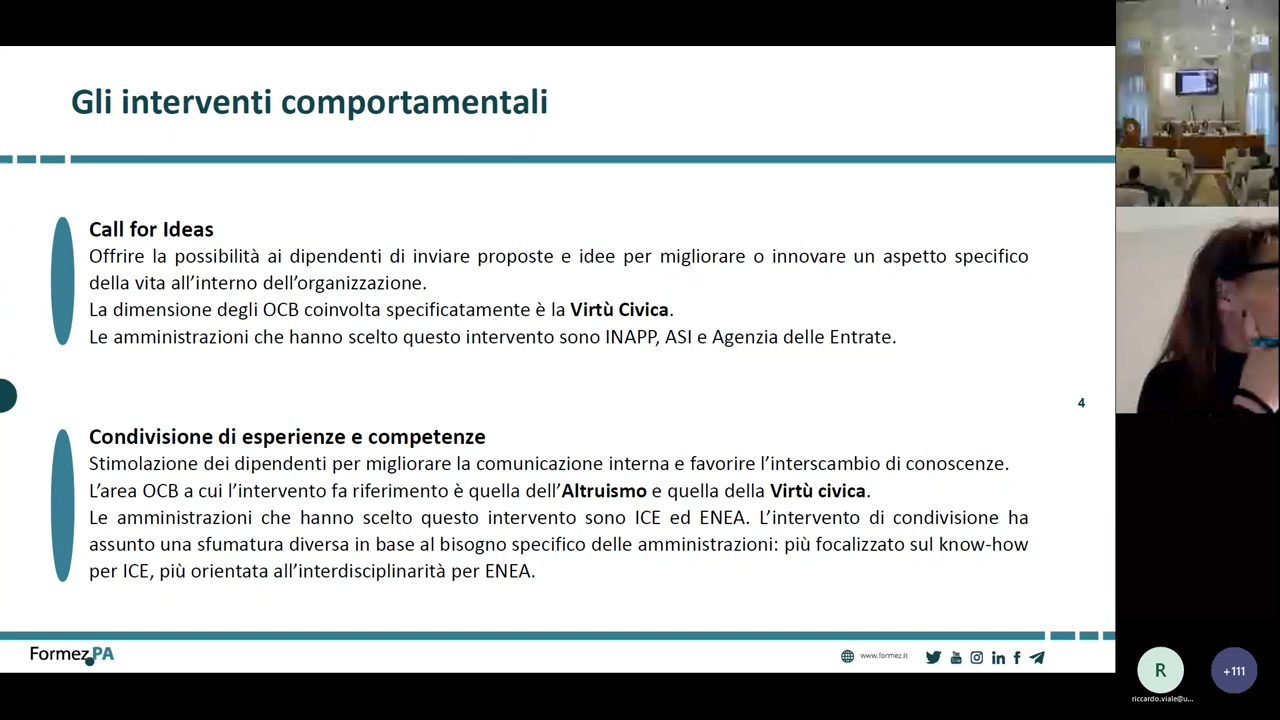 Gli interventi comportamentali
Call for Ideas
Offrire la possibilità ai dipendenti di inviare proposte e idee per migliorare o innovare un aspetto specifico
della vita all’interno dell’organizzazione.
La dimensione degli OCB coinvolta specificatamente è la Virtù Civica.
Le amministrazioni che hanno scelto questo intervento sono INAPP, ASI e Agenzia delle Entrate.
4
Condivisione di esperienze e competenze
Stimolazione dei dipendenti per migliorare la comunicazione interna e favorire l’interscambio di conoscenze.
L’area OCB a cui l’intervento fa riferimento è quella dell’Altruismo e quella della Virtù civica.
Le amministrazioni che hanno scelto questo intervento sono ICE ed ENEA. L’intervento di condivisione ha
assunto una sfumatura diversa in base al bisogno specifico delle amministrazioni: più focalizzato sul know-how
per ICE, più orientata all’interdisciplinarità per ENEA.
Formez PA
www.formez.it
R
+111
riccardo.viale@u...